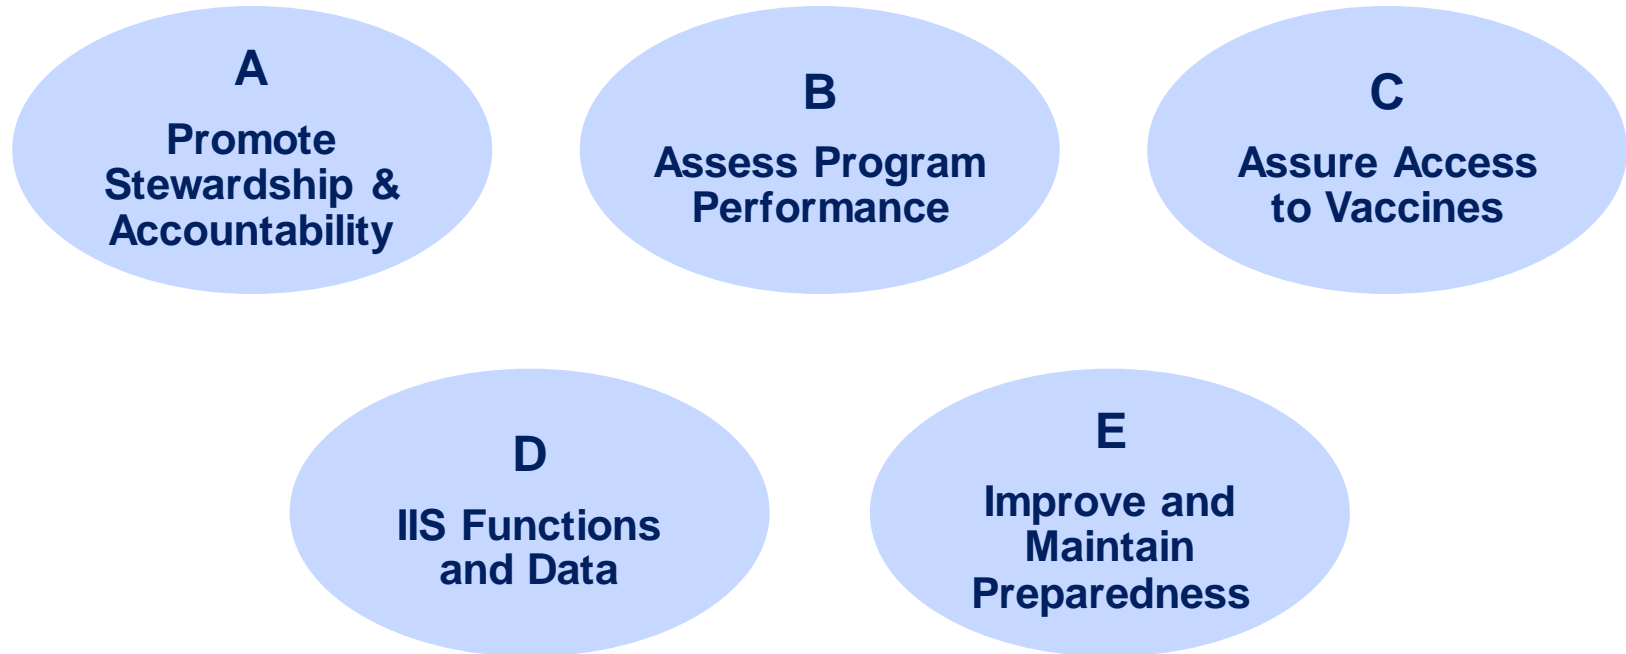 A
Promote
Stewardship &
Accountability
B
Assess Program
Performance
C
Assure Access
to Vaccines
D
IIS Functions
and Data
E
Improve and
Maintain
Preparedness